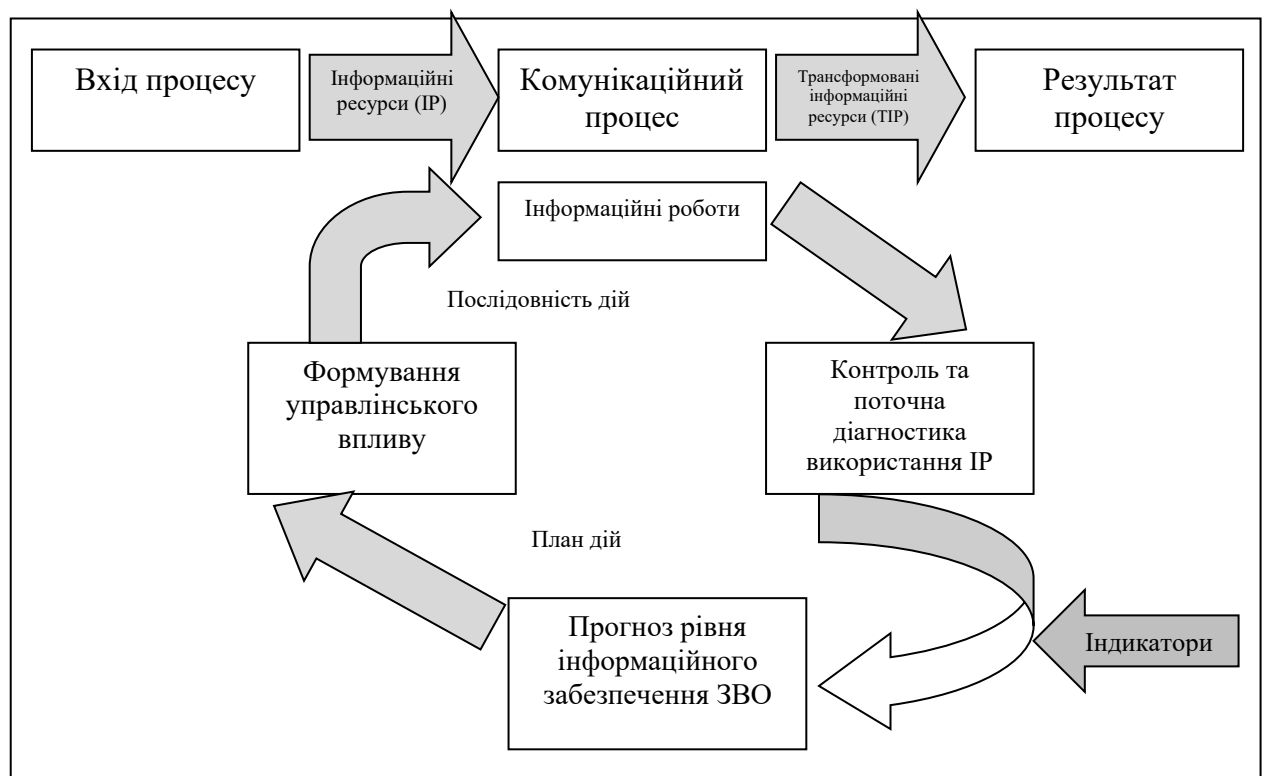 Вхід процесу
Інформаційні
ресурси (ІР)
Комунікаційний
процес
Трансформовані
інформаційні
ресурси (ТІР)
Результат
процесу
Інформаційні роботи
Послідовність дій
Формування
управлінського
впливу
Контроль та
поточна
діагностика
використання ІР
План дій
Прогноз рівня
інформаційного
забезпечення ЗВО
Індикатори